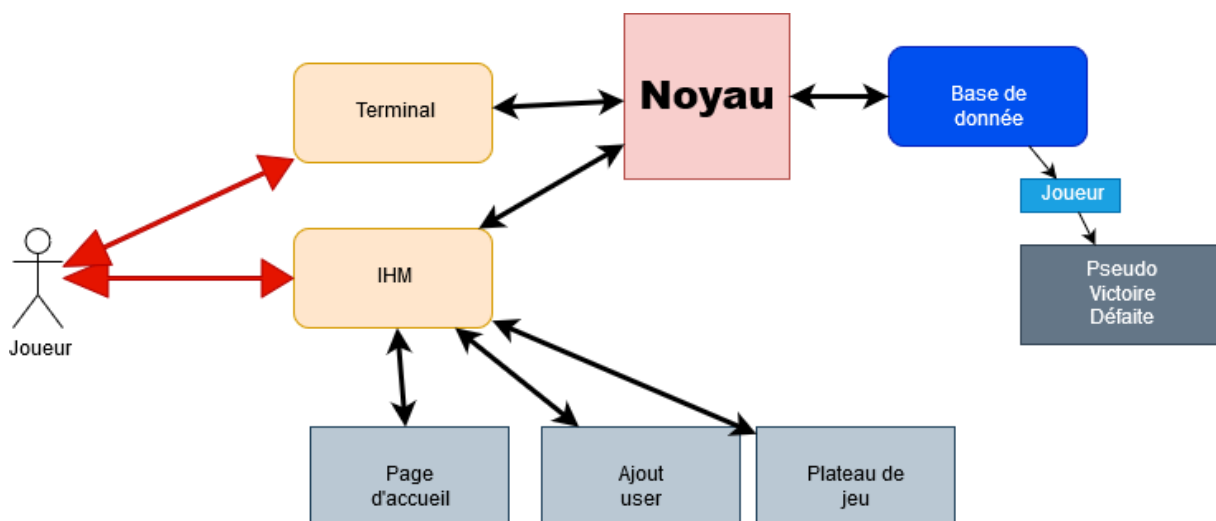 Noyau
Terminal
Base de
donnée
Joueur
IHM
Pseudo
Victoire
Défaite
Joueur
Page
d'accueil
Ajout
user
Plateau de
jeu